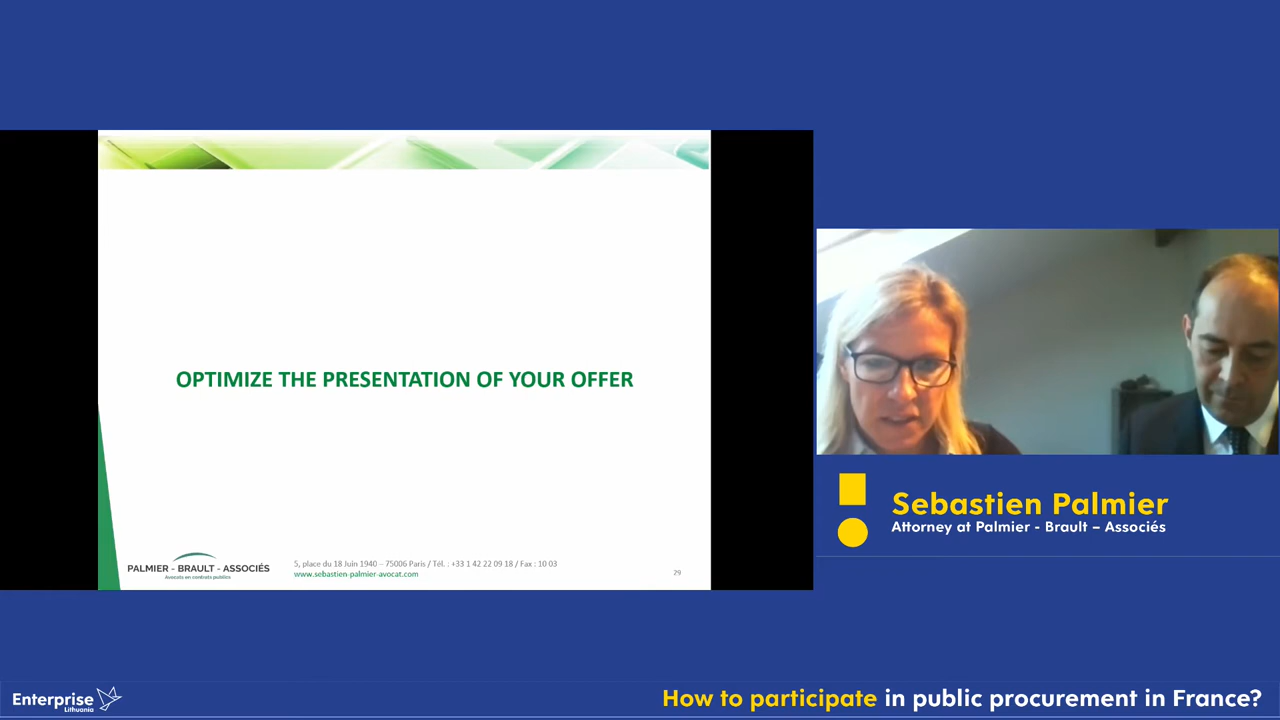 OPTIMIZE THE PRESENTATION OF YOUR OFFER
PALMIER - BRAULT - ASSOCIÉS
Avocats en contrats publics
5, place du 18 Juin 1940 – 75006 Paris / Tél. : +33 1 42 22 09 18 / Fax : 10 03
www.sebastien-palmier-avocat.com
29
Sebastien Palmier
Attorney at Palmier - Brault – Associés
Enterprise
Lithuania
How to participate in public procurement in France?